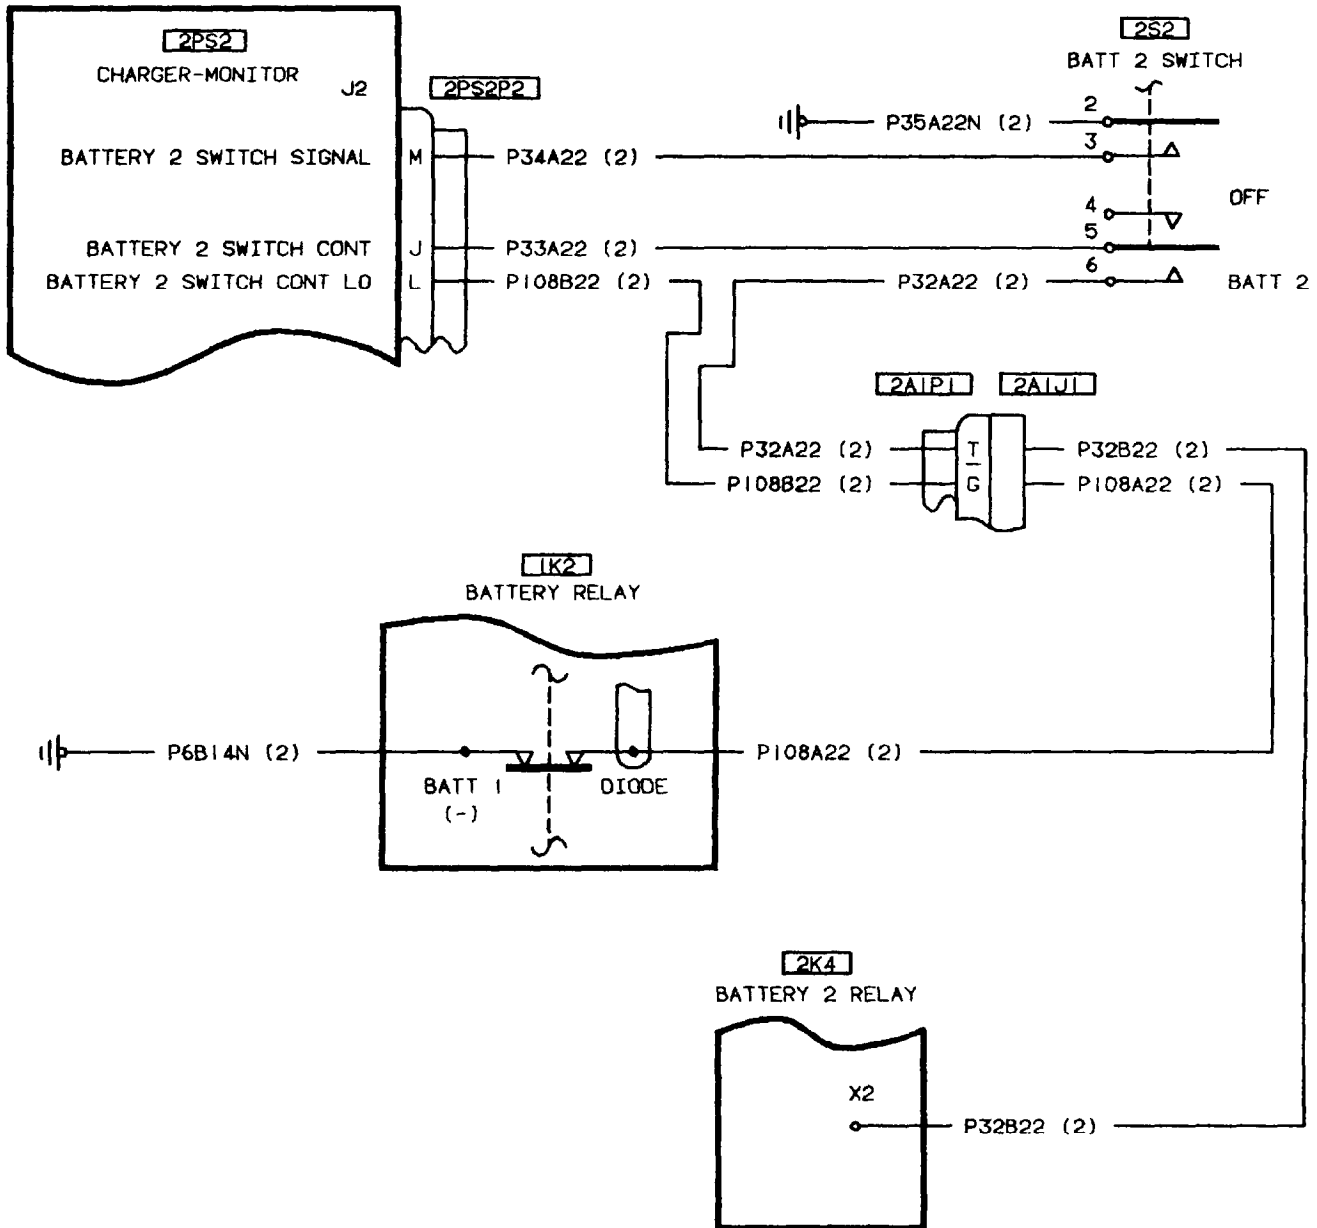 2PS2
CHARGER-MONITOR
J2
2PS2P2
2S2
BATT 2 SWITCH
2
P35A22N (2)
3
BATTERY 2 SWITCH SIGNAL M P34A22 (2)
4
OFF
5
BATTERY 2 SWITCH CONT J P33A22 (2)
6
BATTERY 2 SWITCH CONT LO L P108B22 (2) P32A22 (2) BATT 2
2A1P1 2A1J1
P32A22 (2) T P32B22 (2)
P108B22 (2) G P108A22 (2)
1K2
BATTERY RELAY
P6B14N (2) P108A22 (2)
BATT 1 DIODE
(-)
2K4
BATTERY 2 RELAY
X2
P32B22 (2)